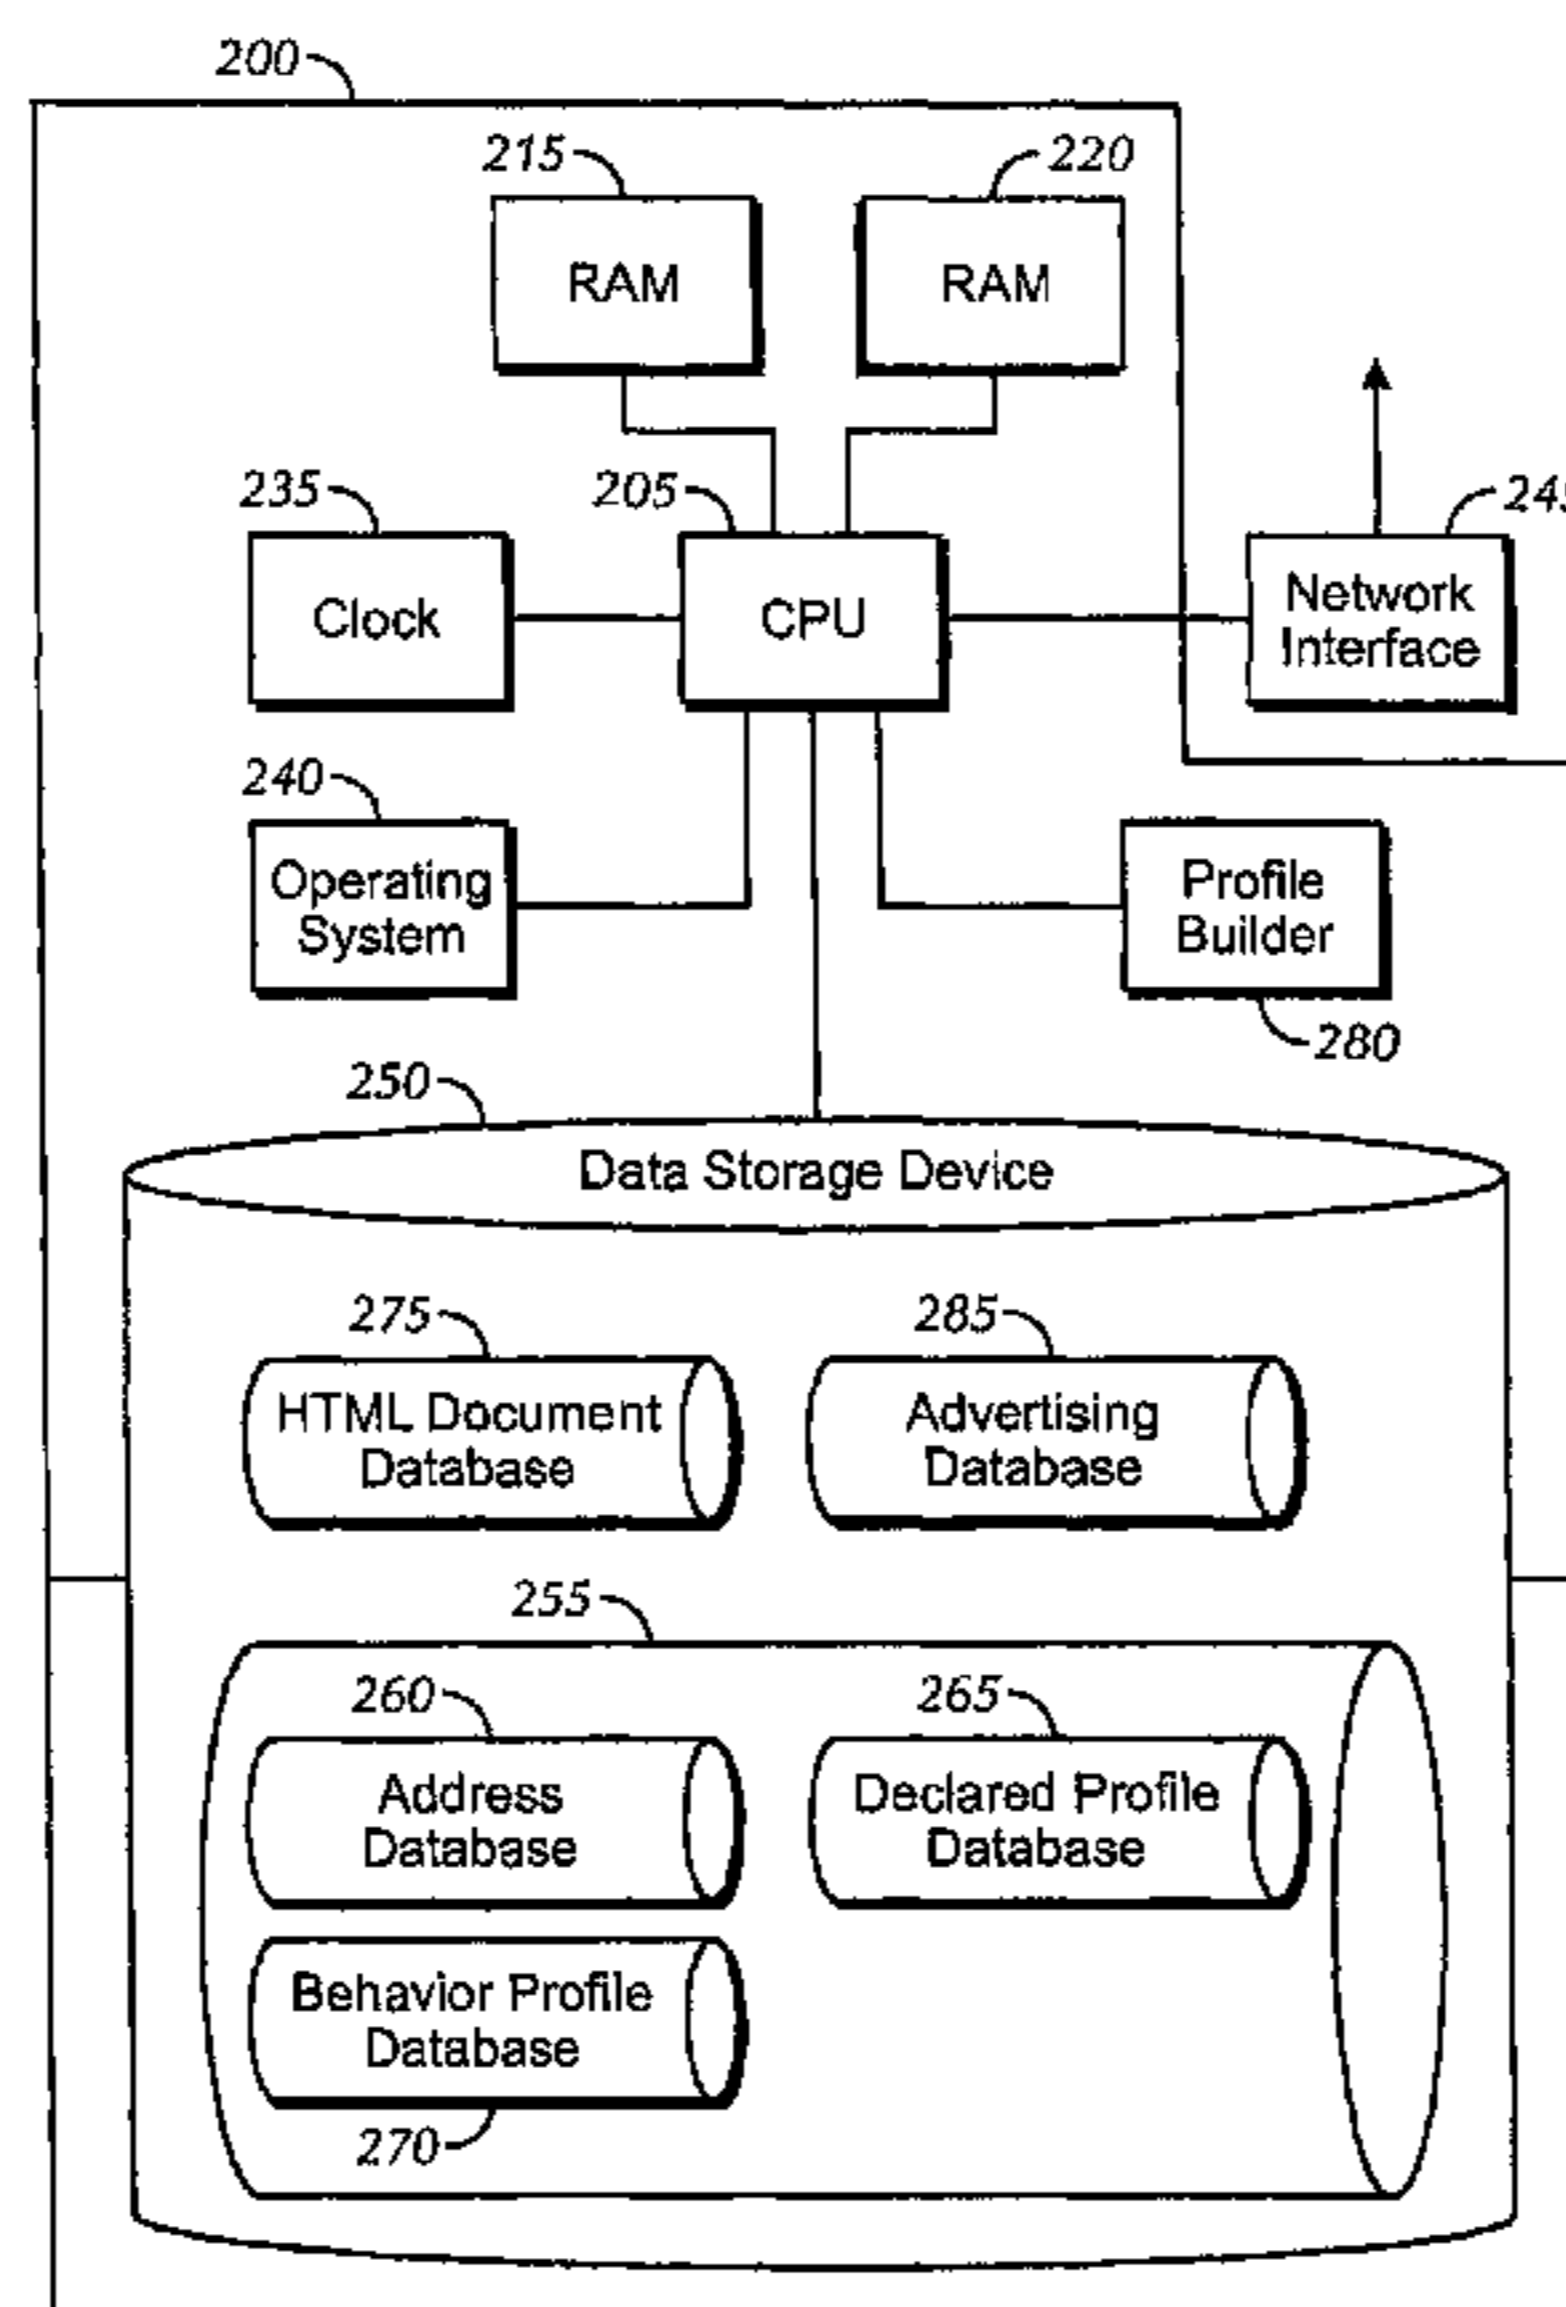 200
215
220
RAM
RAM
235
205
Clock
CPU
Network
Interface
240
Operating
System
Profile
Builder
280
250
Data Storage Device
275
285
HTML Document
Database
Advertising
Database
255
260
265
Address
Database
Declared Profile
Database
Behavior Profile
Database
270